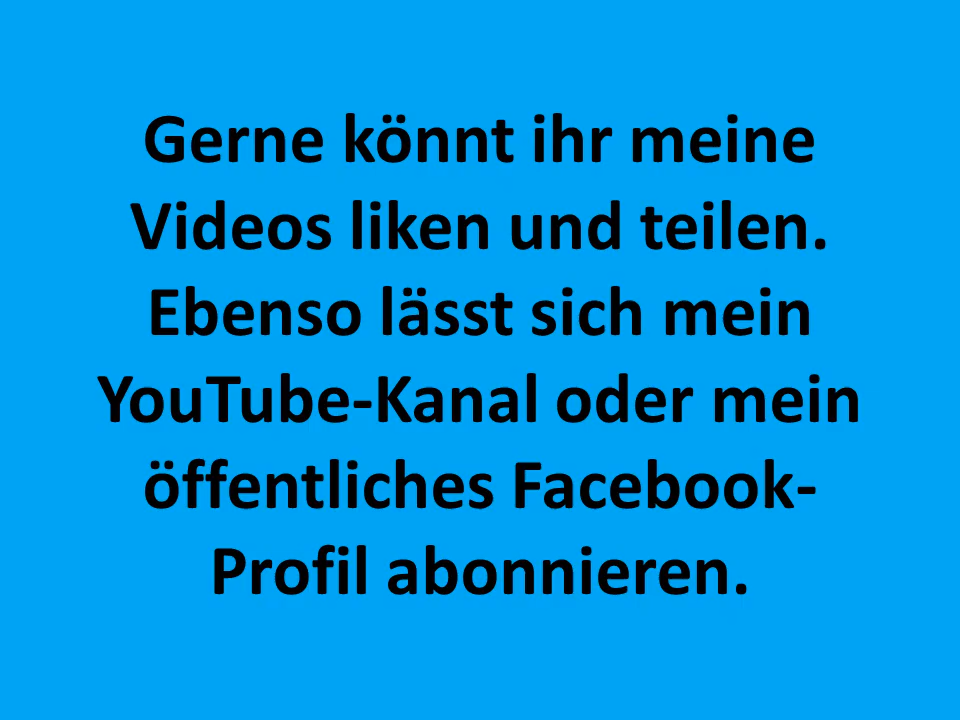 Gerne könnt ihr meine
Videos liken und teilen.
Ebenso lässt sich mein
YouTube-Kanal oder mein
öffentliches Facebook-
Profil abonnieren.